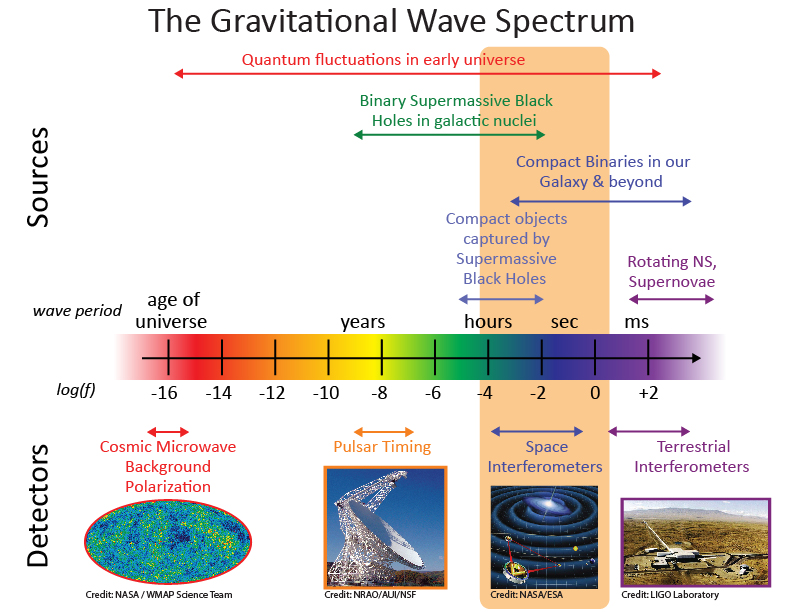 The Gravitational Wave Spectrum
Sources
Quantum fluctuations in early universe
Binary Supermassive Black
Holes in galactic nuclei
Compact Binaries in our
Galaxy & beyond
Compact objects
captured by
Supermassive
Black Holes
Rotating NS,
Supernovae
wave period
age of
universe
years
hours
sec
ms
log(f)
-16
-14
-12
-10
-8
-6
-4
-2
0
+2
Detectors
Cosmic Microwave
Background
Polarization
Pulsar Timing
Space
Interferometers
Terrestrial
Interferometers
Credit: NASA / WMAP Science Team
Credit: NRAO/AUI/NSF
Credit: NASA/ESA
Credit: LIGO Laboratory